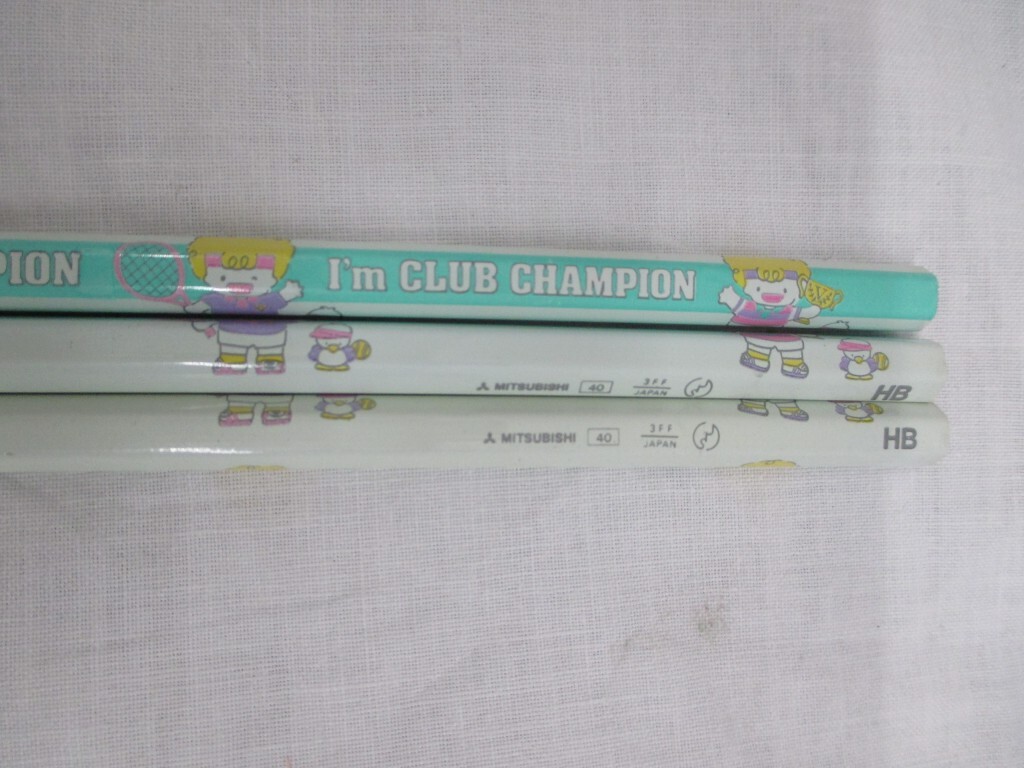 PION I'm CLUB CHAMPION
MITSUBISHI 40 3FF JAPAN HB
MITSUBISHI 40 3FF JAPAN HB